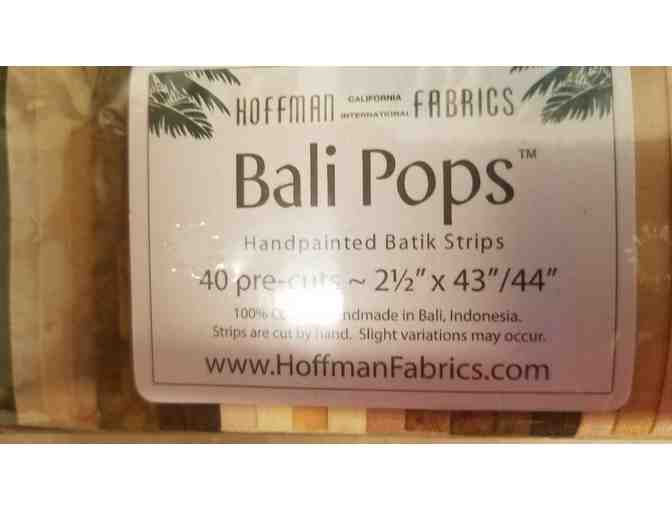 HOFFMAN CALIFORNIA INTERNATIONAL FABRICS
Bali Pops™
Handpainted Batik Strips
40 pre-cuts ~ 2½" x 43"/44"
100% Handmade in Bali, Indonesia.
Strips are cut by hand. Slight variations may occur.
www.HoffmanFabrics.com